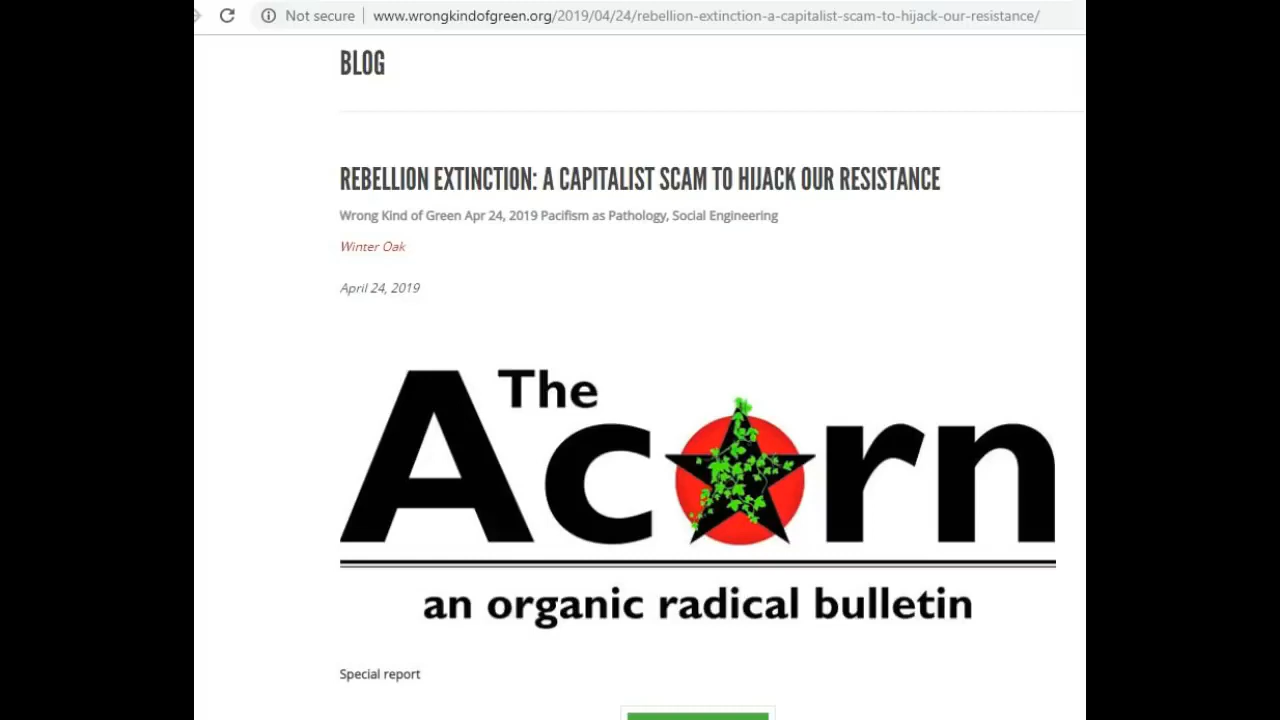 Not secure www.wrongkindofgreen.org/2019/04/24/rebellion-extinction-a-capitalist-scam-to-hijack-our-resistance/
BLOG
REBELLION EXTINCTION: A CAPITALIST SCAM TO HIJACK OUR RESISTANCE
Wrong Kind of Green Apr 24, 2019 Pacifism as Pathology, Social Engineering
Winter Oak
April 24, 2019
The
Acorn
an organic radical bulletin
Special report